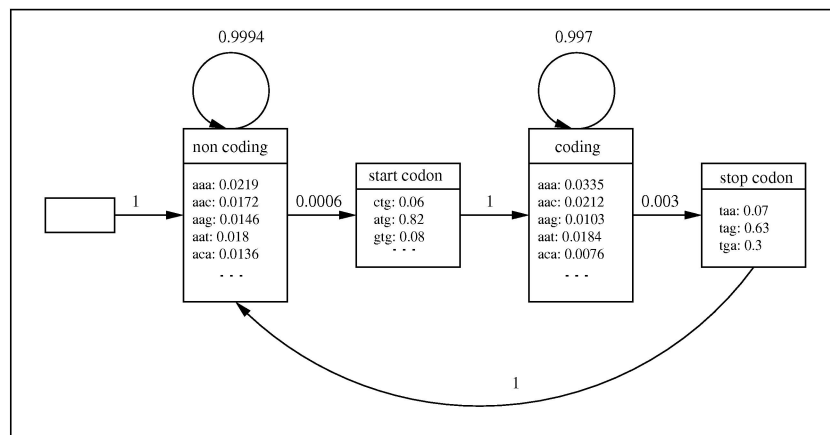 0.9994
0.997
non coding
aaa: 0.0219
aac: 0.0172
aag: 0.0146
aat: 0.018
aca: 0.0136
- - -
start codon
ctg: 0.06
atg: 0.82
gtg: 0.08
- - -
coding
aaa: 0.0335
aac: 0.0212
aag: 0.0103
aat: 0.0184
aca: 0.0076
- - -
stop codon
taa: 0.07
tag: 0.63
tga: 0.3
1
0.0006
1
0.003
1